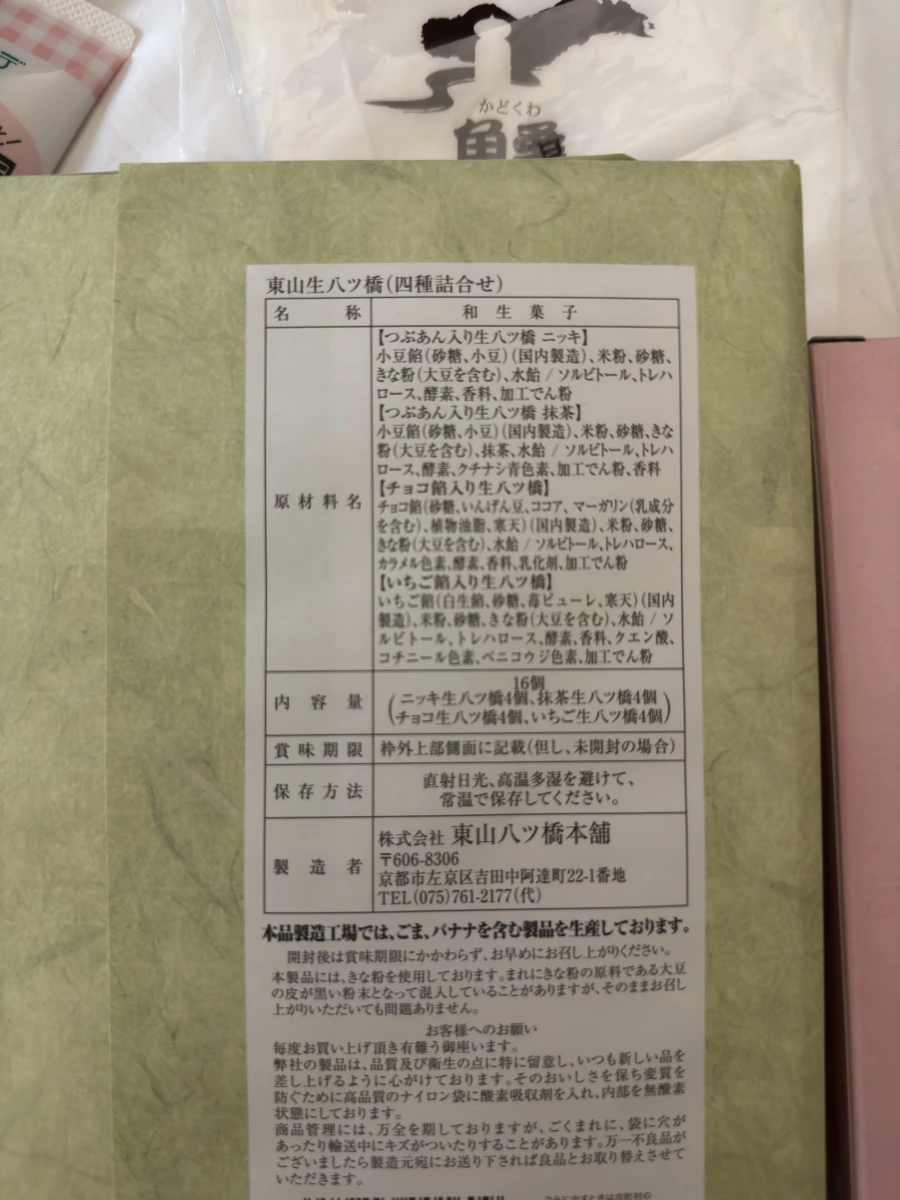 デ
かどくわ
東山生八ツ橋(四種詰合せ)
名称 和生菓子
原材料名
【つぶあん入り生八ツ橋 ニッキ】
小豆餡(砂糖、小豆)(国内製造)、米粉、砂糖、
きな粉(大豆を含む)、水飴 / ソルビトール、トレハ
ロース、酵素、香料、加工でん粉
【つぶあん入り生八ツ橋 抹茶】
小豆餡(砂糖、小豆)(国内製造)、米粉、砂糖、きな
粉(大豆を含む)、抹茶、水飴 / ソルビトール、トレハ
ロース、酵素、クチナシ青色素、加工でん粉、香料
【チョコ餡入り生八ツ橋】
チョコ餡(砂糖、いんげん豆、ココア、マーガリン(乳成分
を含む)、植物油脂、寒天)(国内製造)、米粉、砂糖、
きな粉(大豆を含む)、水飴 / ソルビトール、トレハロース、
カラメル色素、酵素、香料、乳化剤、加工でん粉
【いちご餡入り生八ツ橋】
いちご餡(白生餡、砂糖、苺ピューレ、寒天)(国内
製造)、米粉、砂糖、きな粉(大豆を含む)、水飴 / ソ
ルビトール、トレハロース、酵素、香料、クエン酸、
コチニール色素、ベニコウジ色素、加工でん粉
内容量
16個
(ニッキ生八ツ橋4個、抹茶生八ツ橋4個
チョコ生八ツ橋4個、いちご生八ツ橋4個)
賞味期限 枠外上部側面に記載(但し、未開封の場合)
保存方法
直射日光、高温多湿を避けて、
常温で保存してください。
製造者
株式会社 東山八ツ橋本舗
〒606-8306
京都市左京区吉田中阿達町22-1番地
TEL(075)761-2177(代)
本品製造工場では、ごま、バナナを含む製品を生産しております。
開封後は賞味期限にかかわらず、お早めにお召し上がりください。
本製品には、きな粉を使用しております。まれにきな粉の原料である大豆
の皮が黒い粉末となって混入していることがありますが、そのままお召し
上がりいただいても問題ありません。
お客様へのお願い
毎度お買い上げ頂き有難う御座います。
弊社の製品は、品質及び衛生の点に特に留意し、いつも新しい品を
差し上げるように心がけております。そのおいしさを保ち変質を
防ぐために高品質のナイロン袋に酸素吸収剤を入れ、内部を無酸素
状態にしております。
商品管理には、万全を期しておりますが、ごくまれに、袋に穴が
あったり輸送中にキズがついたりすることがあります。万一不良品が
ございましたら製造元宛にお送り下されば良品とお取り替えさせて
いただきます。